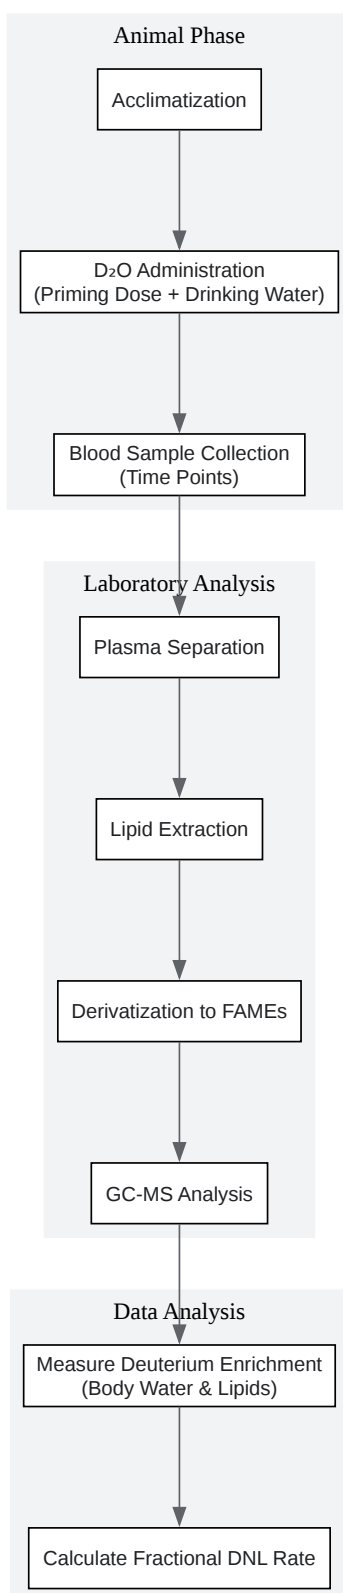 Animal Phase
Acclimatization
D₂O Administration
(Priming Dose + Drinking Water)
Blood Sample Collection
(Time Points)
Laboratory Analysis
Plasma Separation
Lipid Extraction
Derivatization to FAMEs
GC-MS Analysis
Data Analysis
Measure Deuterium Enrichment
(Body Water & Lipids)
Calculate Fractional DNL Rate